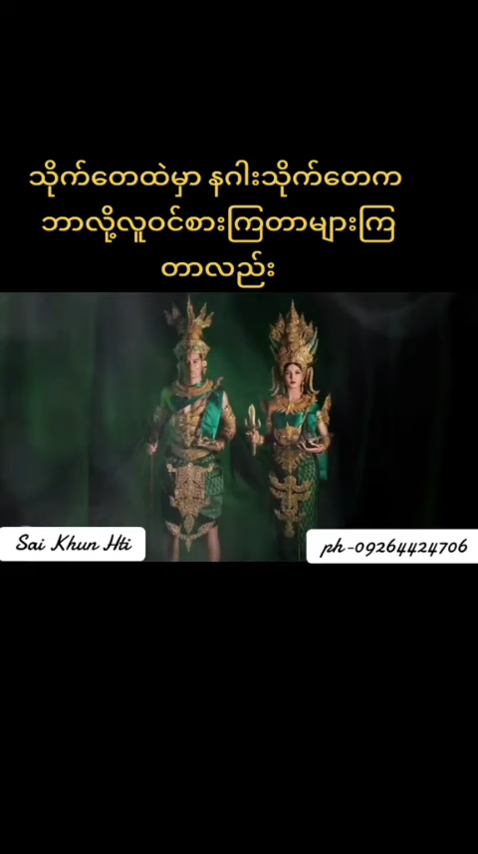 သိုက်တေထဲမှာ နဂါးသိုက်တေက
ဘာလို့လူဝင်စားကြတာများကြ
တာလည်း
Sai Khun Hti
ph-09264424706